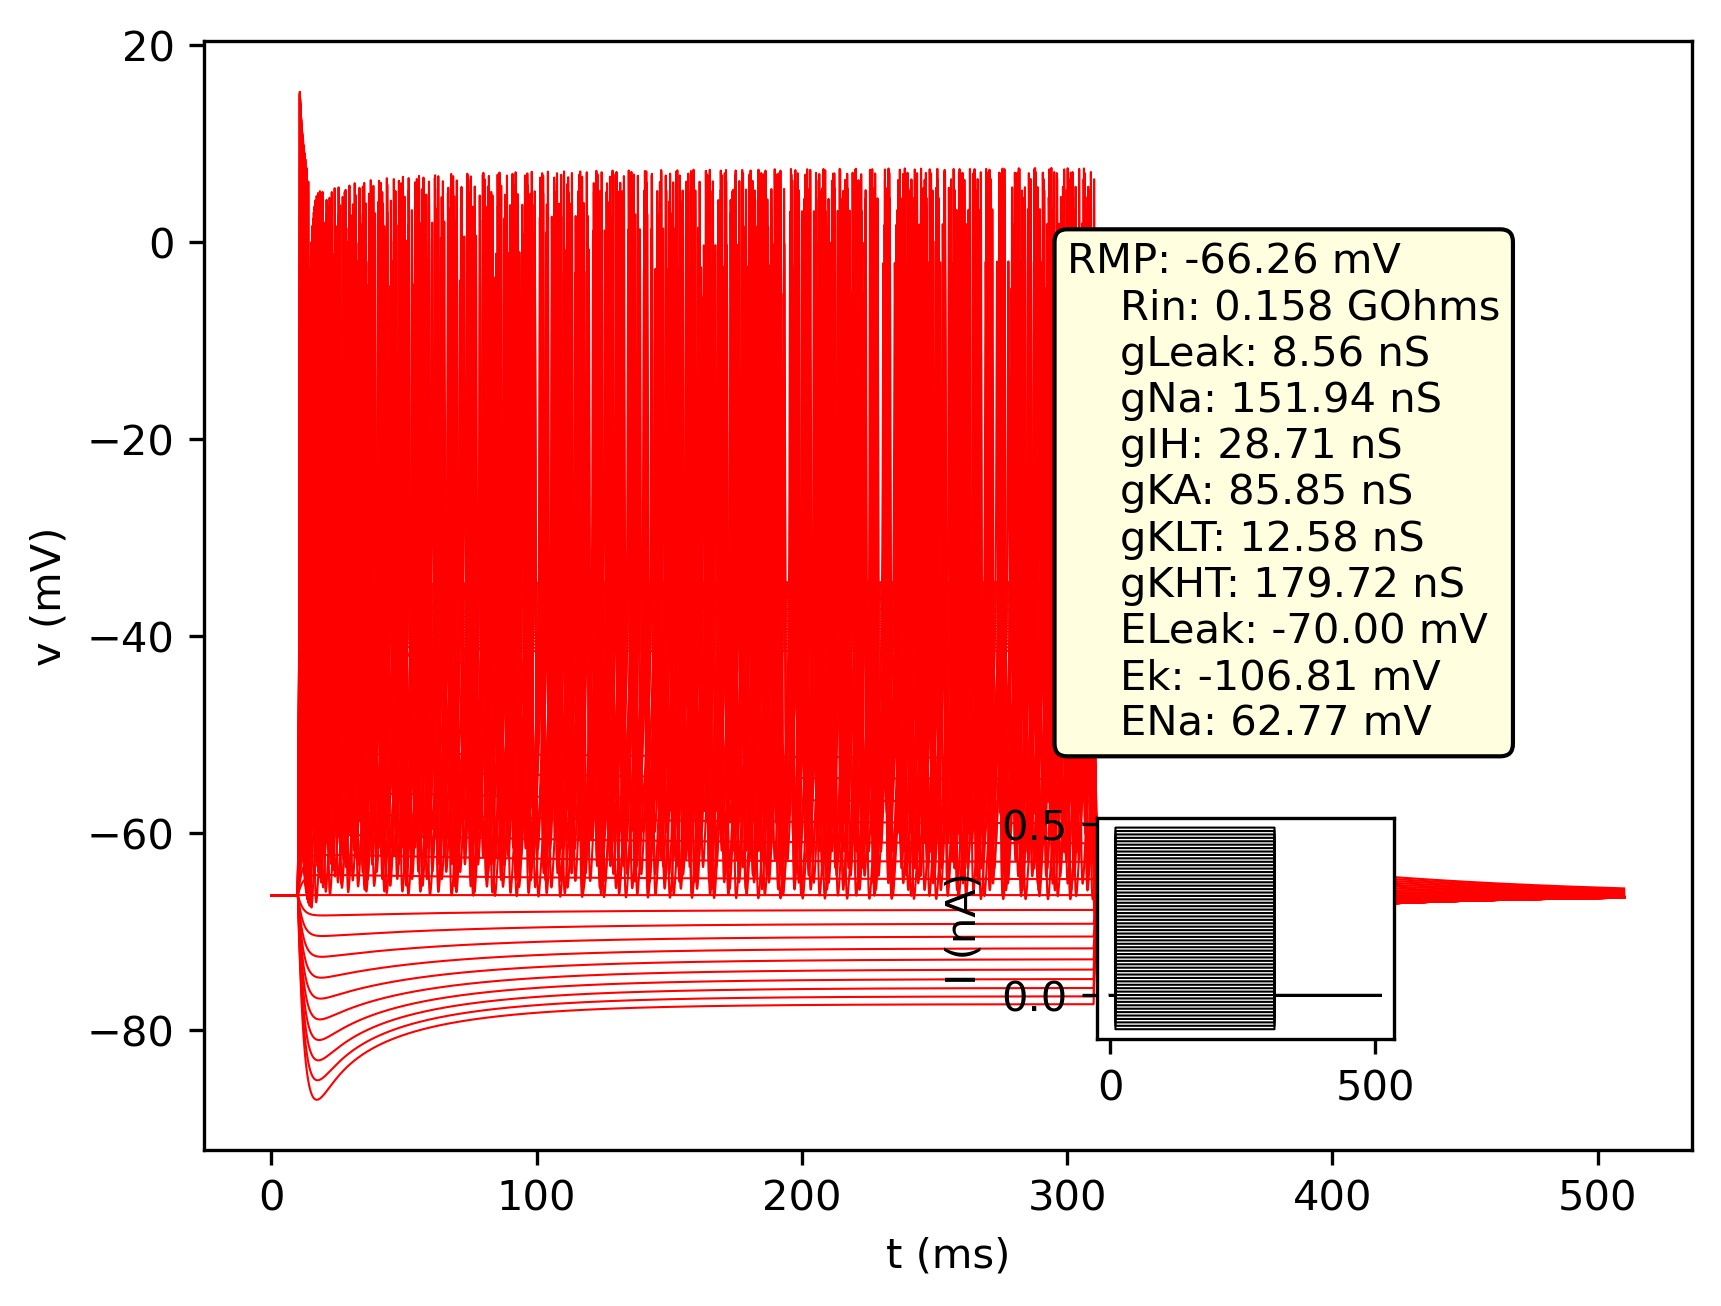 20
0
−20
−40
−60
−80
v (mV)
0
100
200
300
400
500
t (ms)
RMP: -66.26 mV
Rin: 0.158 GOhms
gLeak: 8.56 nS
gNa: 151.94 nS
gIH: 28.71 nS
gKA: 85.85 nS
gKLT: 12.58 nS
gKHT: 179.72 nS
ELeak: -70.00 mV
Ek: -106.81 mV
ENa: 62.77 mV
0.5
0.0
I (nA)
0
500